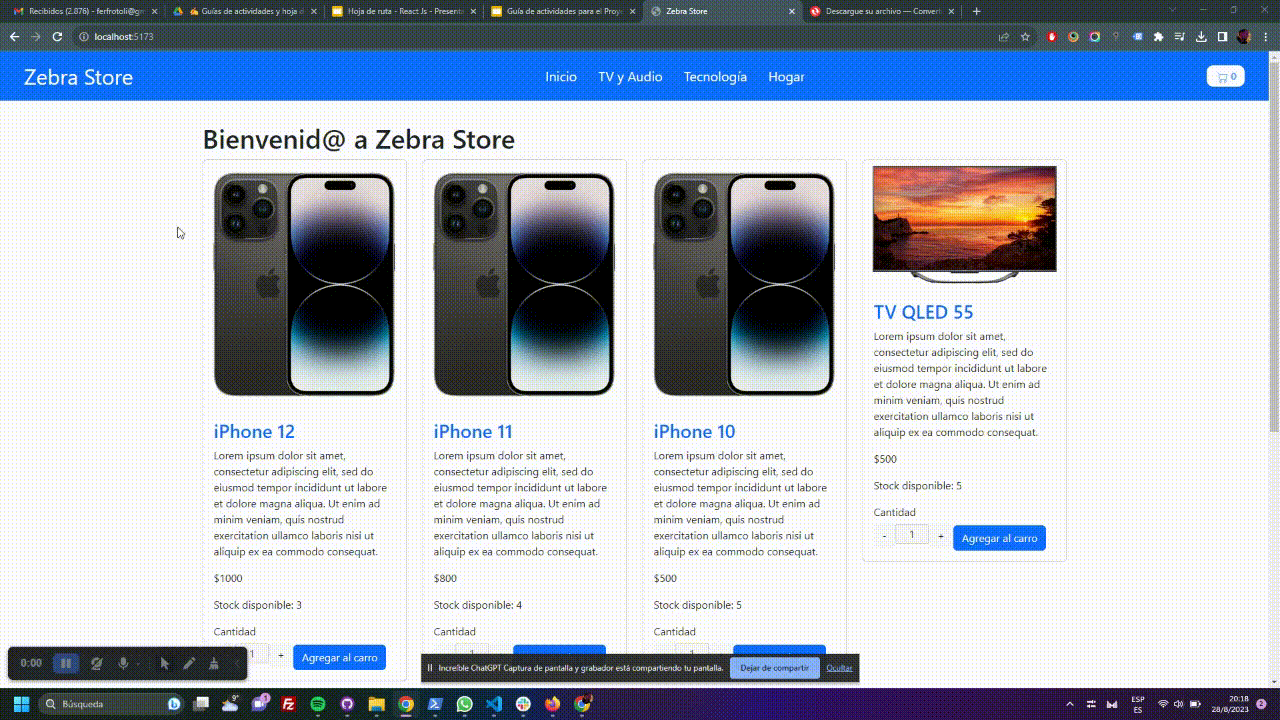 Recibidos (2.876) - ferfrotoli@gr
Guías de actividades y hoja d
Hoja de ruta - React Js - Present
Guía de actividades para el Proy
Zebra Store
Descargue su archivo — Convert
localhost:5173
Zebra Store
Inicio
TV y Audio
Tecnología
Hogar
0
Bienvenid@ a Zebra Store
iPhone 12
Lorem ipsum dolor sit amet,
consectetur adipiscing elit, sed do
eiusmod tempor incididunt ut labore
et dolore magna aliqua. Ut enim ad
minim veniam, quis nostrud
exercitation ullamco laboris nisi ut
aliquip ex ea commodo consequat.
$1000
Stock disponible: 3
Cantidad
1
+
Agregar al carro
iPhone 11
Lorem ipsum dolor sit amet,
consectetur adipiscing elit, sed do
eiusmod tempor incididunt ut labore
et dolore magna aliqua. Ut enim ad
minim veniam, quis nostrud
exercitation ullamco laboris nisi ut
aliquip ex ea commodo consequat.
$800
Stock disponible: 4
Cantidad
iPhone 10
Lorem ipsum dolor sit amet,
consectetur adipiscing elit, sed do
eiusmod tempor incididunt ut labore
et dolore magna aliqua. Ut enim ad
minim veniam, quis nostrud
exercitation ullamco laboris nisi ut
aliquip ex ea commodo consequat.
$500
Stock disponible: 5
Cantidad
TV QLED 55
Lorem ipsum dolor sit amet,
consectetur adipiscing elit, sed do
eiusmod tempor incididunt ut labore
et dolore magna aliqua. Ut enim ad
minim veniam, quis nostrud
exercitation ullamco laboris nisi ut
aliquip ex ea commodo consequat.
$500
Stock disponible: 5
Cantidad
- 1 +
Agregar al carro
0:00
Increíble ChatGPT Captura de pantalla y grabador está compartiendo tu pantalla.
Dejar de compartir
Ocultar
Búsqueda
9°
ESP
ES
20:18
28/8/2023